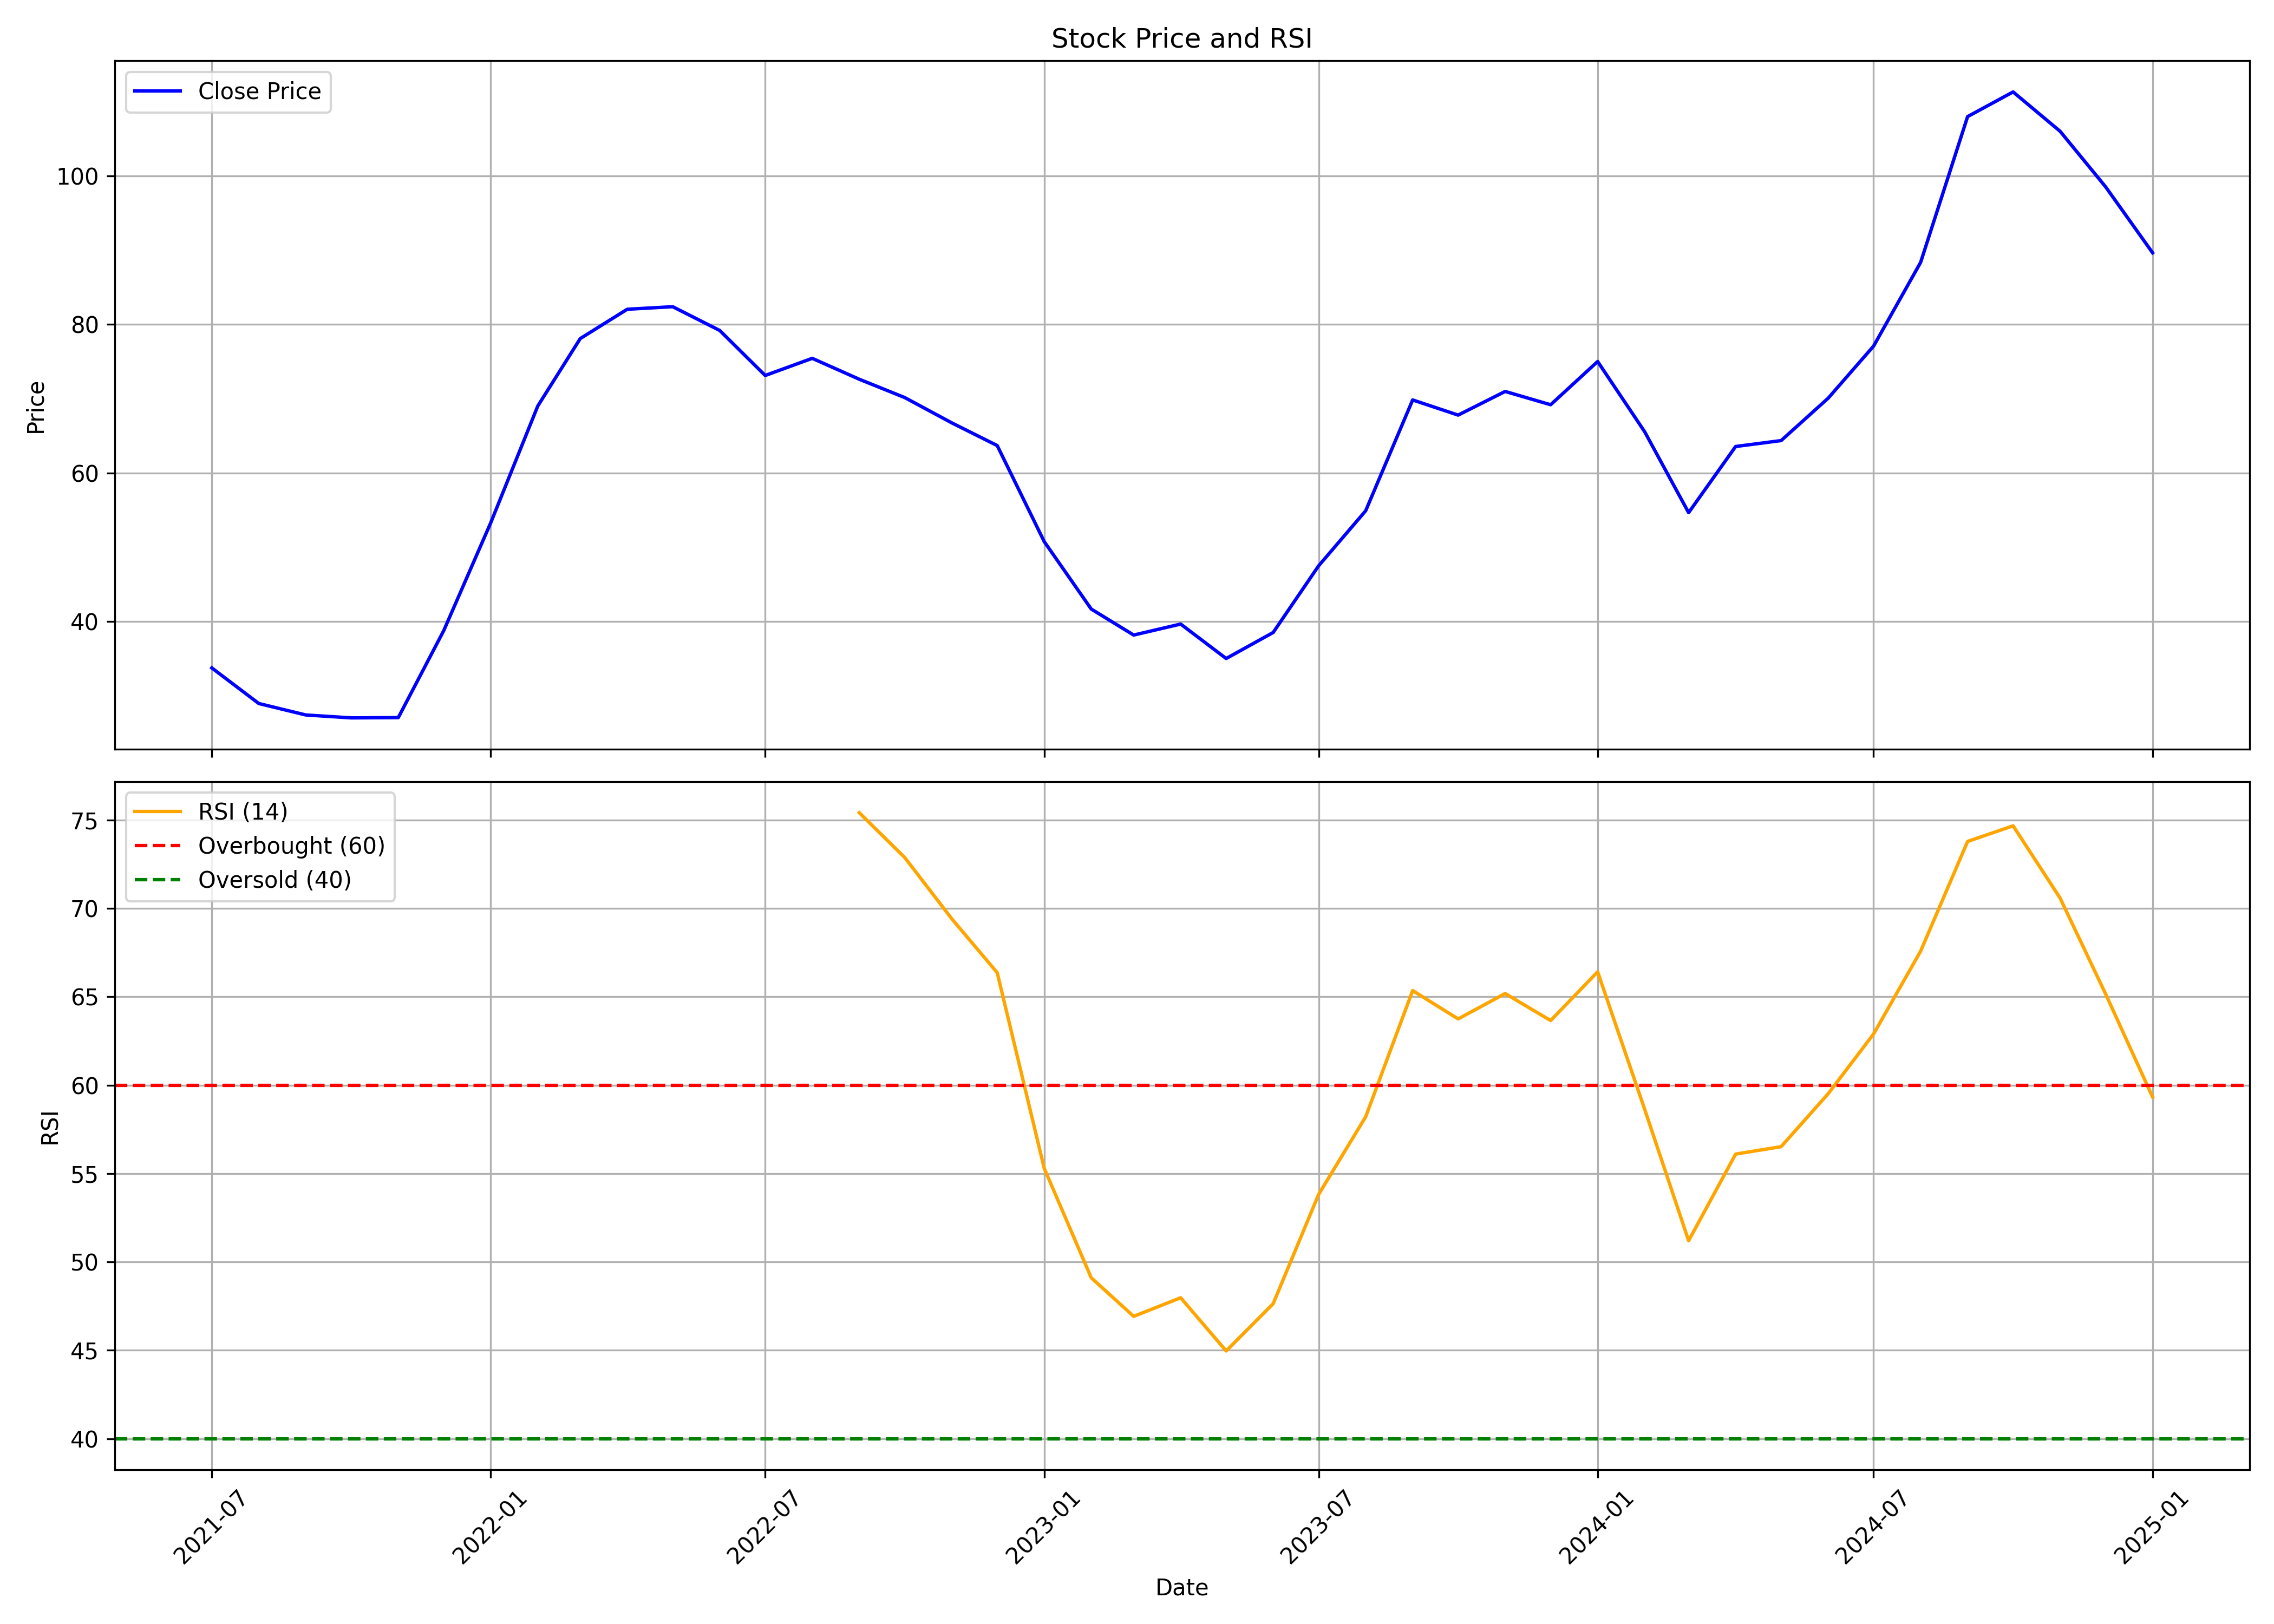 Stock Price and RSI
Close Price
Price
100
80
60
40
RSI (14)
Overbought (60)
Oversold (40)
RSI
75
70
65
60
55
50
45
40
2021-07
2022-01
2022-07
2023-01
2023-07
2024-01
2024-07
2025-01
Date